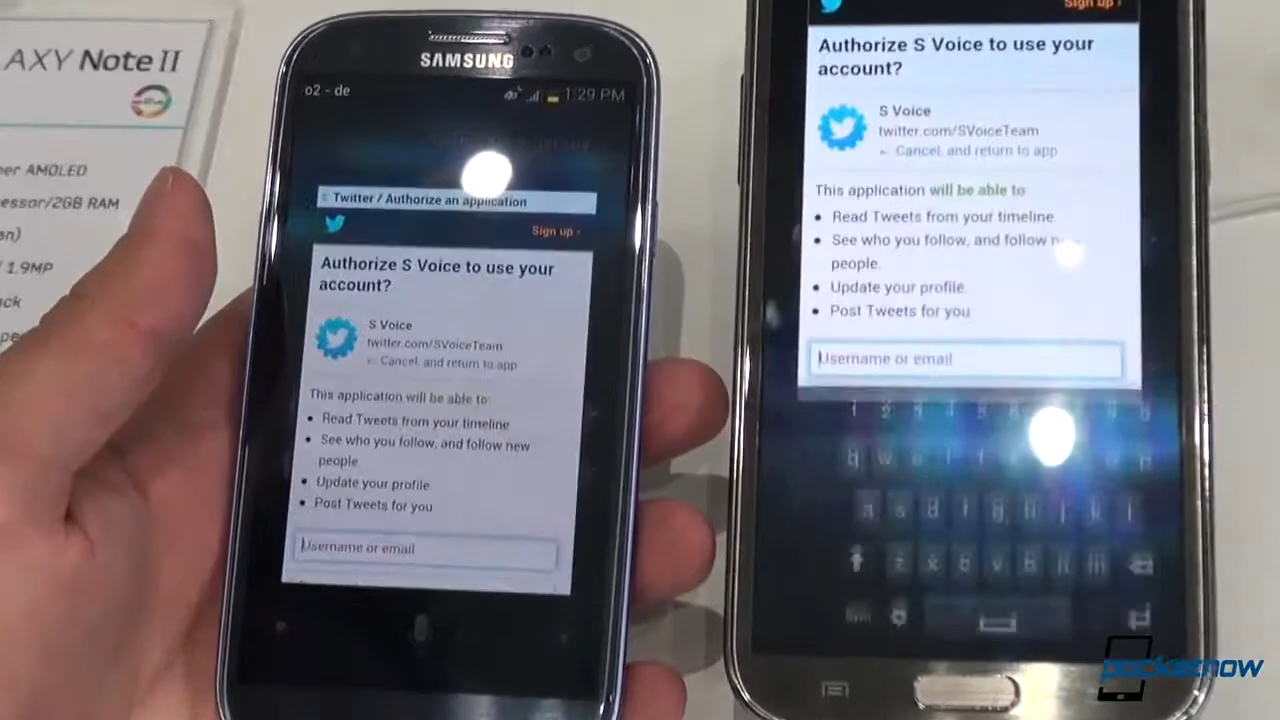 AXY Note II
per AMOLED
cessor/2GB RAM
/ 1.9MP
SAMSUNG
o2 - de
1:29 PM
Twitter / Authorize an application
Sign up ›
Authorize S Voice to use your
account?
S Voice
twitter.com/SVoiceTeam
← Cancel, and return to app
This application will be able to:
• Read Tweets from your timeline
• See who you follow, and follow new
people.
• Update your profile.
• Post Tweets for you
Username or email
Sign up ›
Authorize S Voice to use your
account?
S Voice
twitter.com/SVoiceTeam
← Cancel, and return to app
This application will be able to:
• Read Tweets from your timeline.
• See who you follow, and follow
people.
• Update your profile.
• Post Tweets for you
Username or email
a s d f g h j k l
z x b v b
Sym
pocketnow